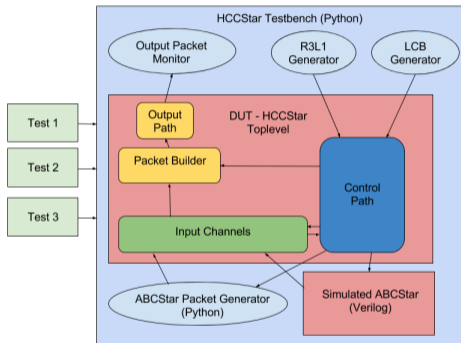 HCCStar Testbench (Python)
Output Packet
Monitor
R3L1
Generator
LCB
Generator
Test 1
Test 2
Test 3
Output
Path
DUT - HCCStar
Toplevel
Packet Builder
Control
Path
Input Channels
ABCStar Packet Generator
(Python)
Simulated ABCStar
(Verilog)